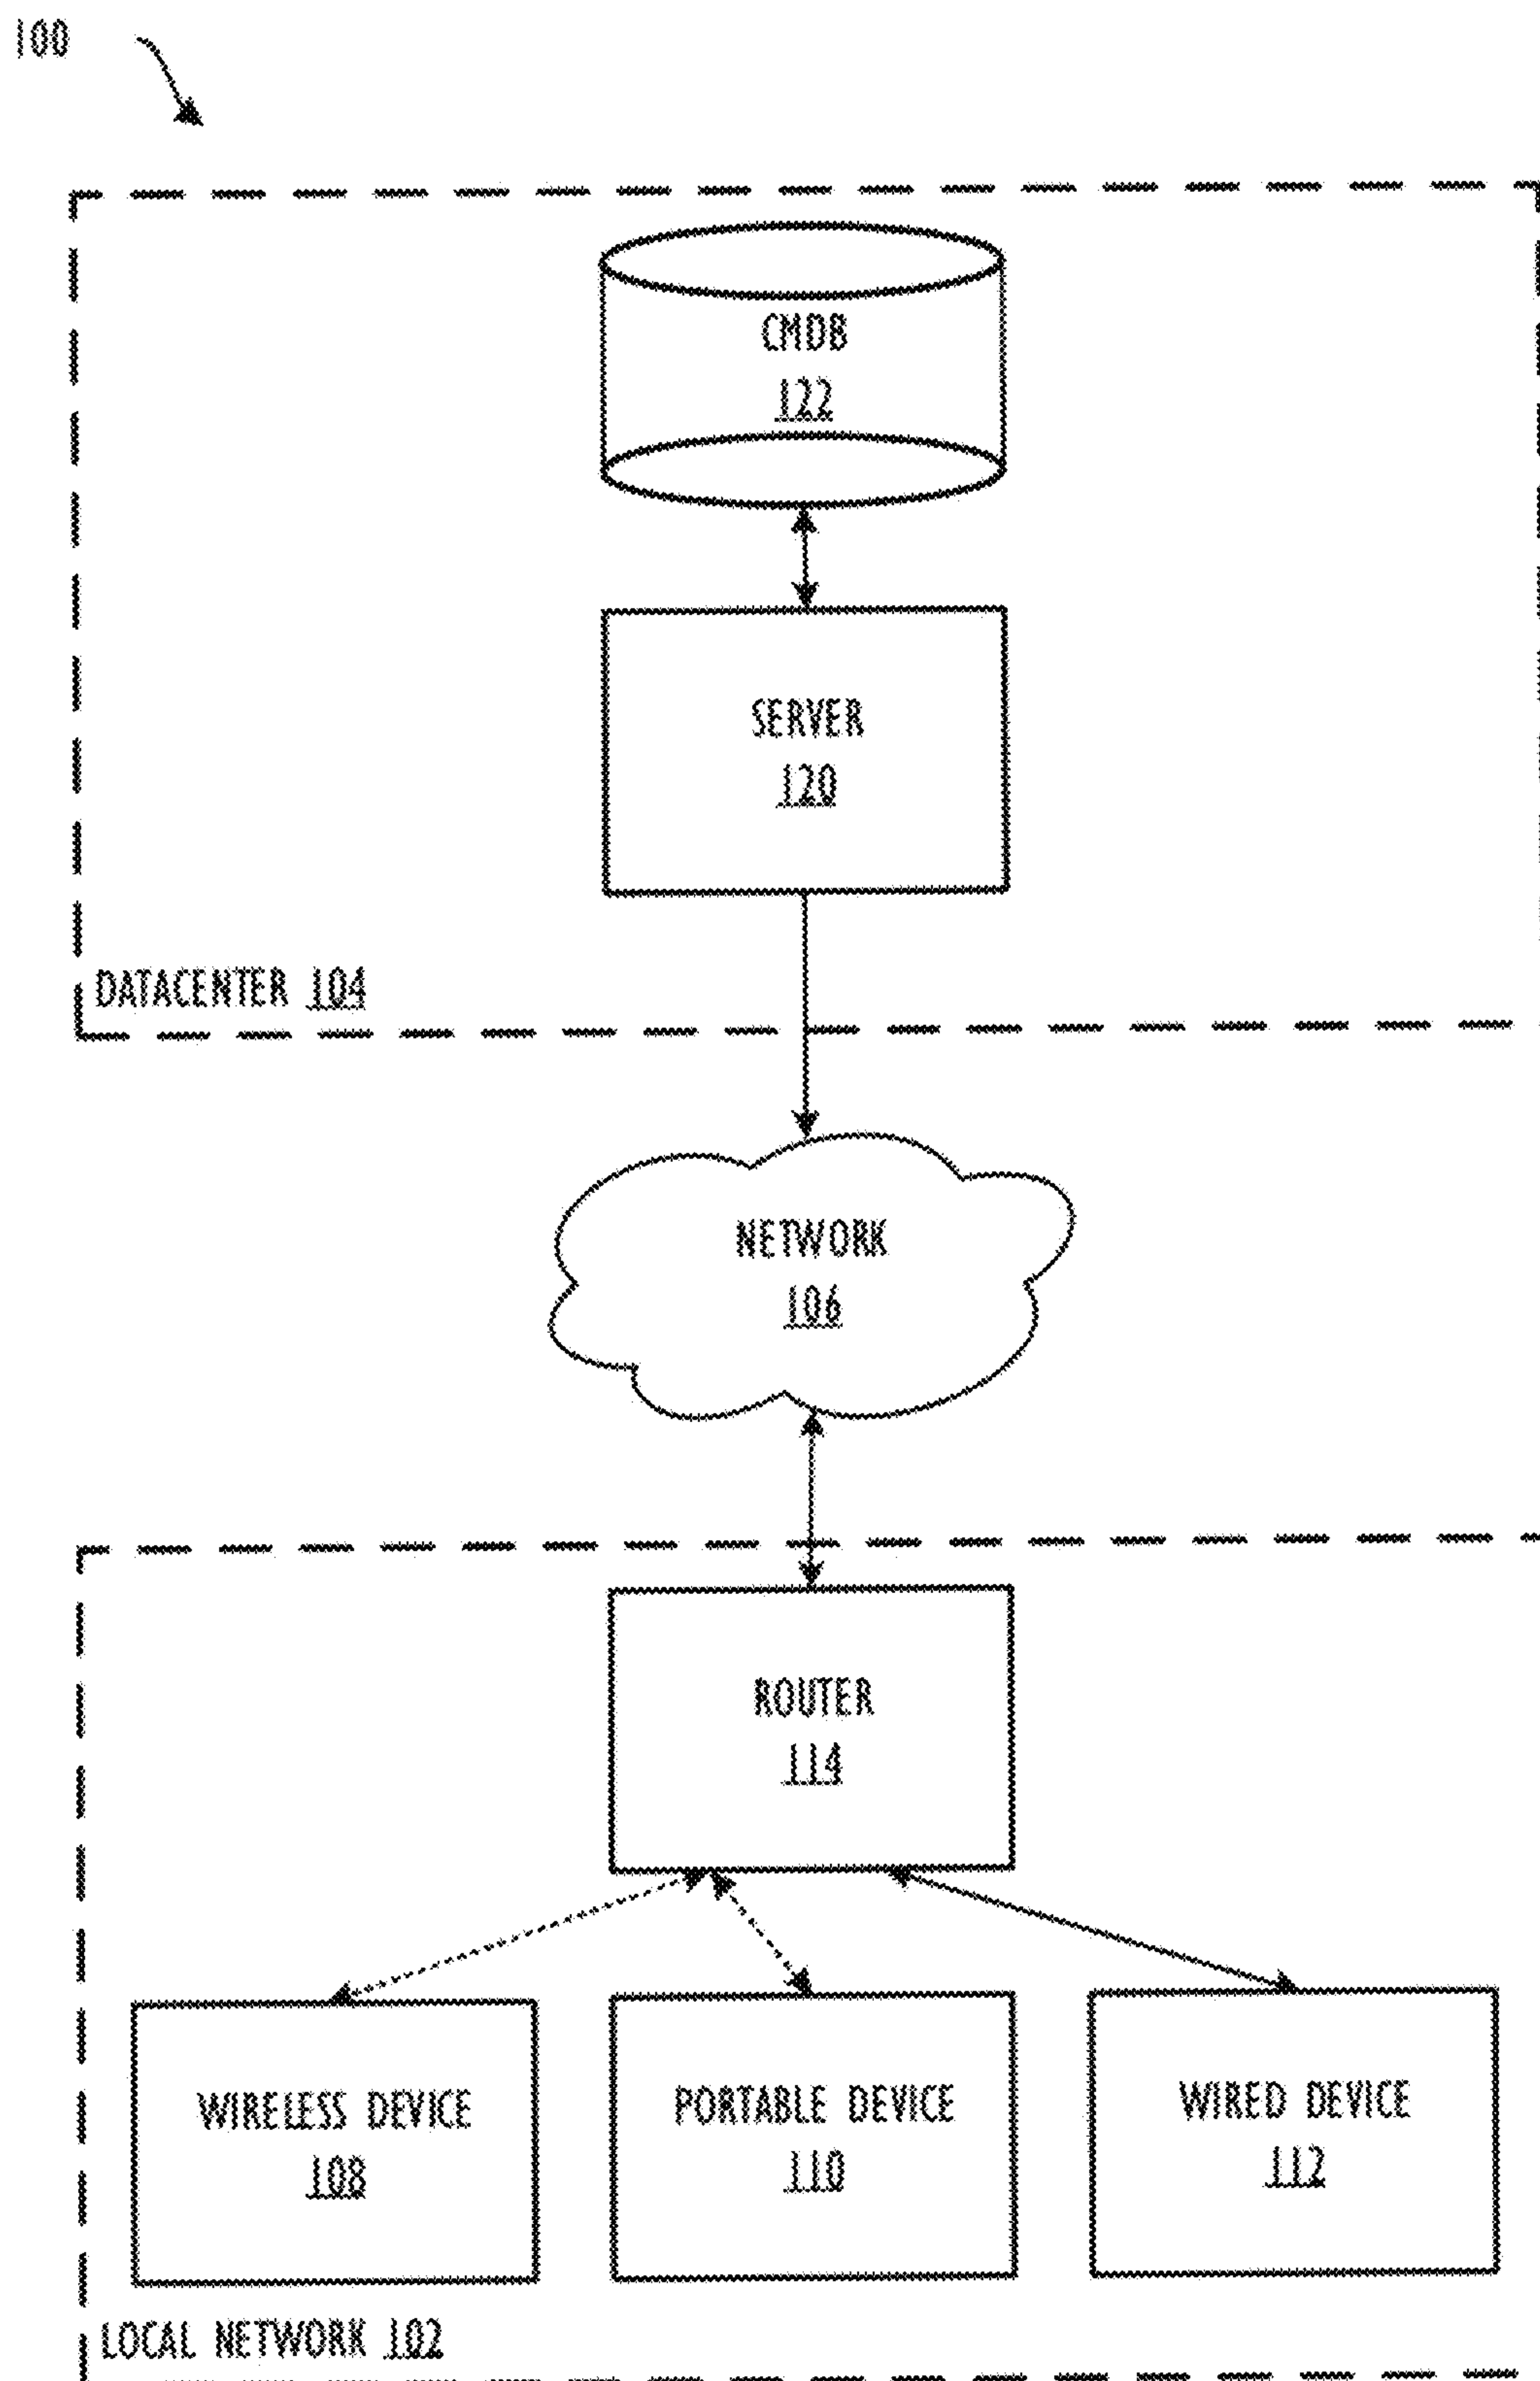 100
CMDB
122
SERVER
120
DATACENTER 104
NETWORK
106
ROUTER
114
WIRELESS DEVICE
108
PORTABLE DEVICE
110
WIRED DEVICE
112
LOCAL NETWORK 102